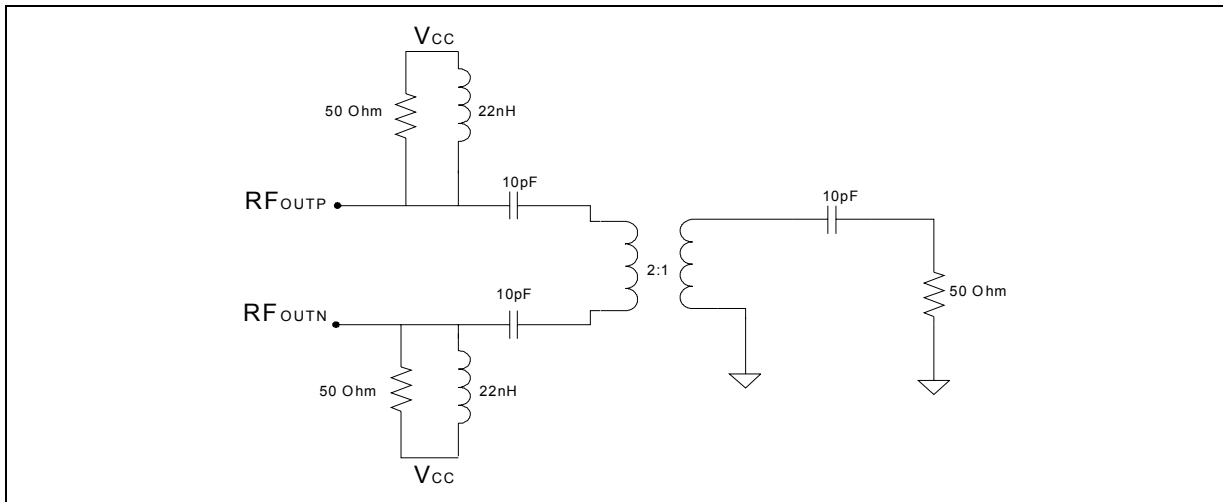 VCC
50 Ohm
22nH
10pF
10pF
RFOUTP
2:1
10pF
50 Ohm
RFOUTN
50 Ohm
22nH
VCC